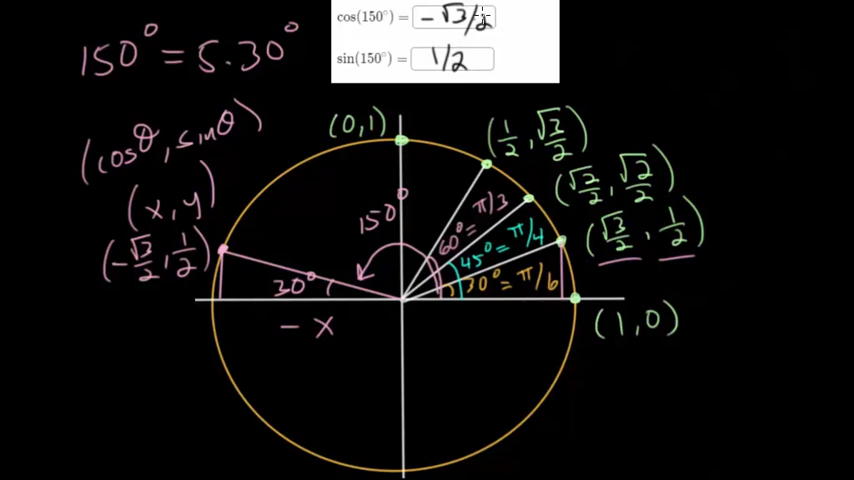 cos(150°) = -√3/2
sin(150°) = 1/2
150° = 5.30°
(cosθ, sinθ)
(x, y)
(-√3/2, 1/2)
(0,1)
(1/2, √3/2)
(√2/2, √2/2)
(√3/2, 1/2)
(1,0)
150°
60° = π/3
45° = π/4
30° = π/6
30°
- x